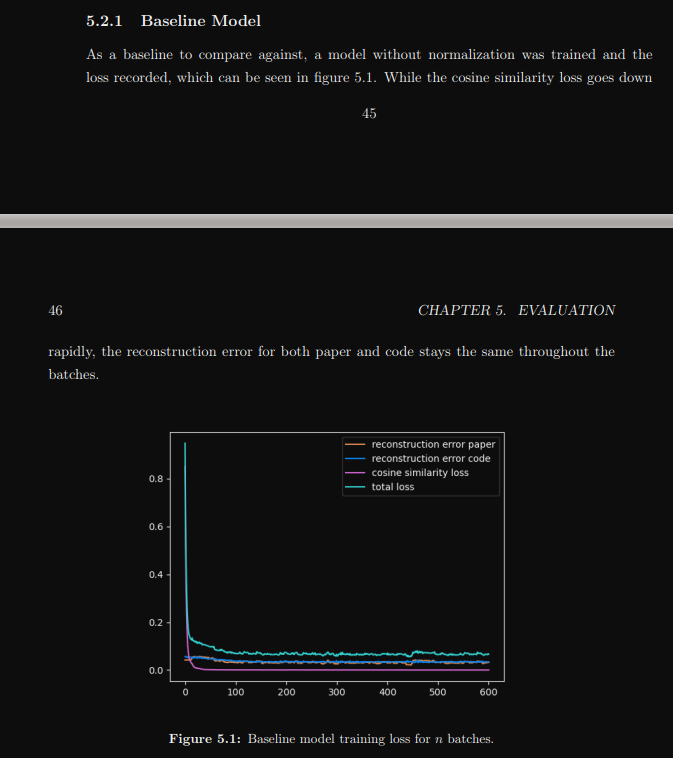 5.2.1 Baseline Model
As a baseline to compare against, a model without normalization was trained and the
loss recorded, which can be seen in figure 5.1. While the cosine similarity loss goes down
45
46
CHAPTER 5. EVALUATION
rapidly, the reconstruction error for both paper and code stays the same throughout the
batches.
reconstruction error paper
reconstruction error code
cosine similarity loss
total loss
0.8
0.6
0.4
0.2
0.0
0 100 200 300 400 500 600
Figure 5.1: Baseline model training loss for n batches.